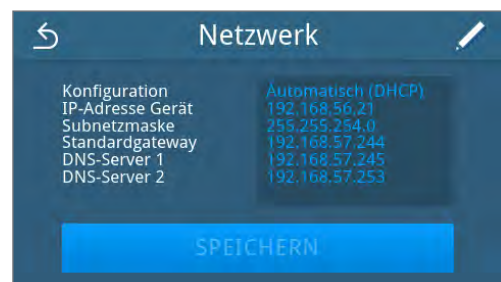 Netzwerk
Konfiguration Automatisch (DHCP)
IP-Adresse Gerät 192.168.56.21
Subnetzmaske 255.255.254.0
Standardgateway 192.168.57.244
DNS-Server 1 192.168.57.245
DNS-Server 2 192.168.57.253
SPEICHERN